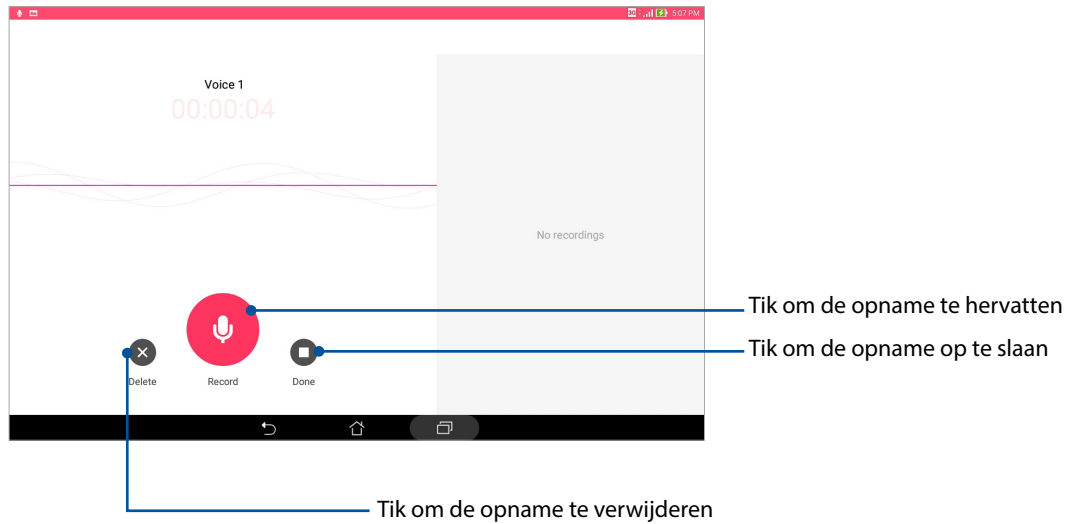 3G 5:07 PM
Voice 1
00:00:04
No recordings
Tik om de opname te hervatten
Tik om de opname op te slaan
Delete
Record
Done
Tik om de opname te verwijderen